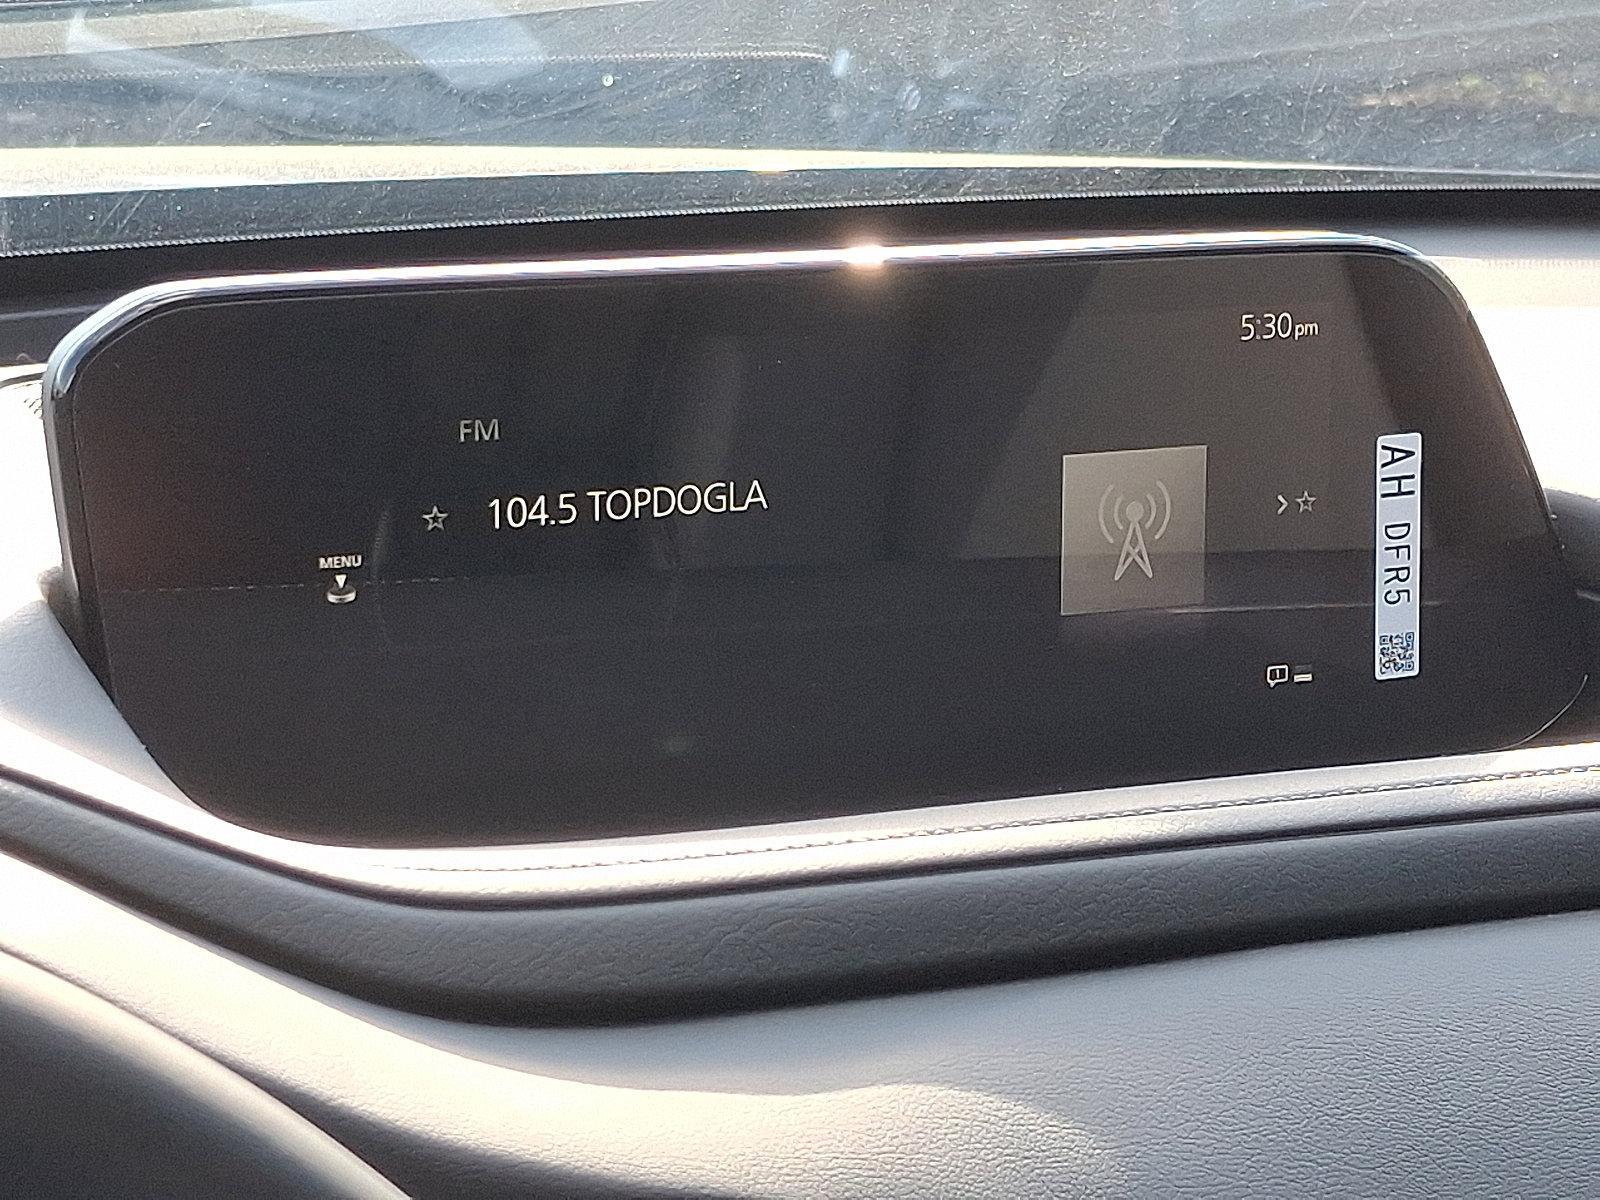 5:30pm
FM
104.5 TOPDOGLA
MENU
AH DFR5